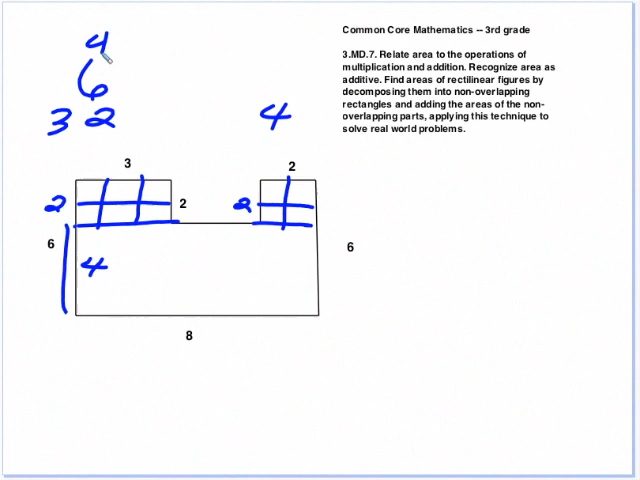 Common Core Mathematics -- 3rd grade
3.MD.7. Relate area to the operations of
multiplication and addition. Recognize area as
additive. Find areas of rectilinear figures by
decomposing them into non-overlapping
rectangles and adding the areas of the non-
overlapping parts, applying this technique to
solve real world problems.
4
6
32
4
3
2
2
2
2
6
4
6
8